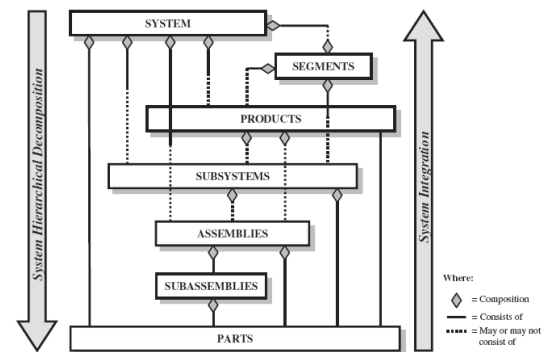 SYSTEM
SEGMENTS
PRODUCTS
SUBSYSTEMS
ASSEMBLIES
SUBASSEMBLIES
PARTS
System Hierarchical Decomposition
System Integration
Where:
= Composition
= Consists of
= May or may not
consist of